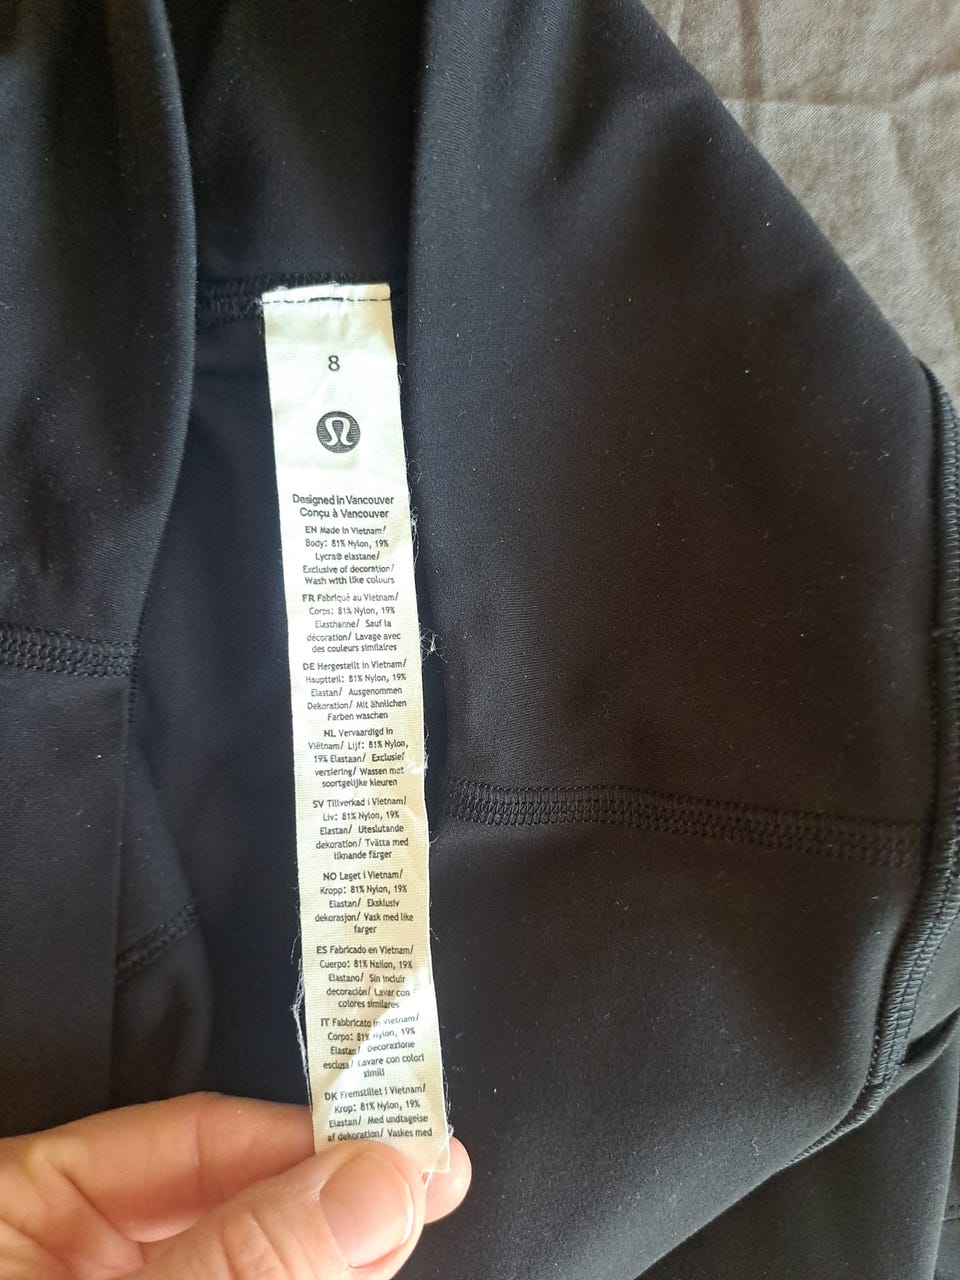 8
Designed in Vancouver
Conçu à Vancouver
EN Made in Vietnam/
Body: 81% Nylon, 19%
Lycra® elastane/
Exclusive of decoration/
Wash with like colours
FR Fabriqué au Vietnam/
Corps: 81% Nylon, 19%
Elasthanne/ Sauf la
décoration/ Lavage avec
des couleurs similaires
DE Hergestellt in Vietnam/
Hauptteil: 81% Nylon, 19%
Elastan/ Ausgenommen
Dekoration/ Mit ähnlichen
Farben waschen
NL Vervaardigd in
Viëtnam/ Lijf: 81% Nylon,
19% Elastaan/ Exclusief
versiering/ Wassen met
soortgelijke kleuren
SV Tillverkad i Vietnam/
Liv: 81% Nylon, 19%
Elastan/ Uteslutande
dekoration/ Tvätta med
liknande färger
NO Laget i Vietnam/
Kropp: 81% Nylon, 19%
Elastan/ Eksklusiv
dekorasjon/ Vask med like
farger
ES Fabricado en Vietnam/
Cuerpo: 81% Nailon, 19%
Elastano/ Sin incluir
decoración/ Lavar con
colores similares
IT Fabbricato in Vietnam/
Corpo: 81% Nylon, 19%
Elastan/ Decorazione
esclusa/ Lavare con colori
simili
DK Fremstillet i Vietnam/
Krop: 81% Nylon, 19%
Elastan/ Med undtagelse
af dekoration/ Vaskes med